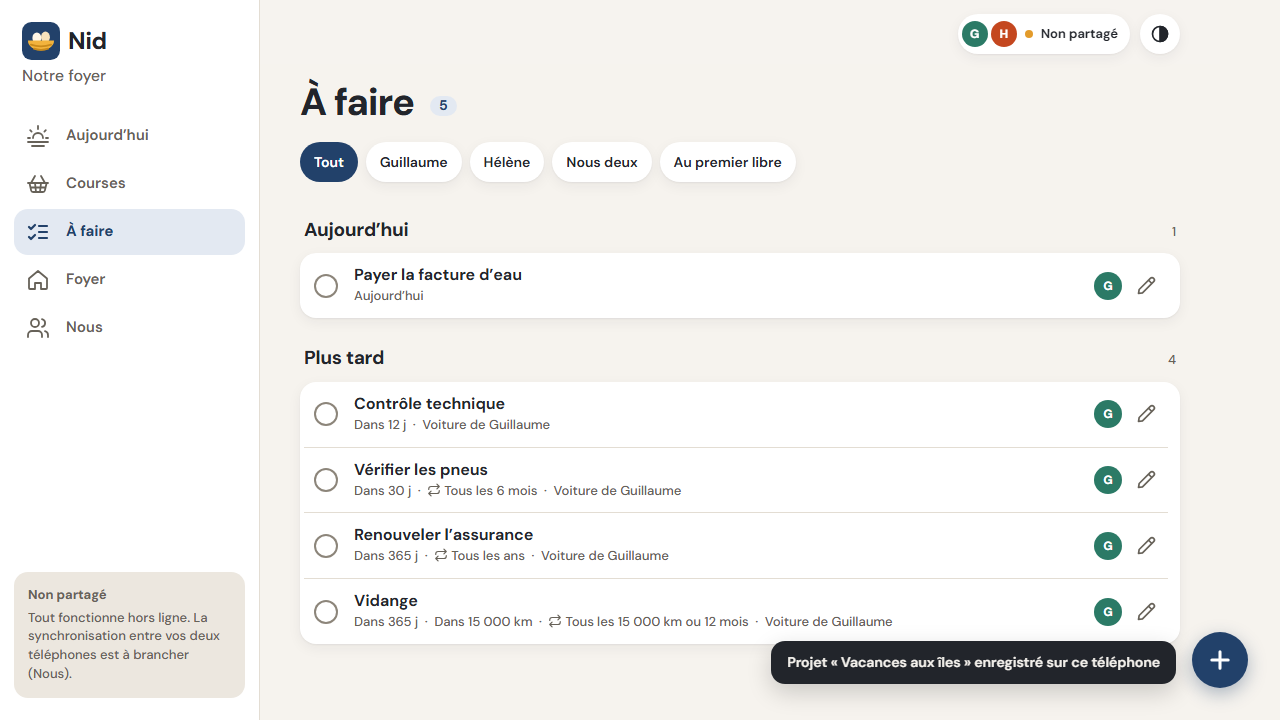 Nid
Notre foyer
Aujourd’hui
Courses
À faire
Foyer
Nous
Non partagé
Tout fonctionne hors ligne. La
synchronisation entre vos deux
téléphones est à brancher
(Nous).
G H Non partagé
À faire 5
Tout Guillaume Hélène Nous deux Au premier libre
Aujourd’hui 1
Payer la facture d’eau
Aujourd’hui
G
Plus tard 4
Contrôle technique
Dans 12 j · Voiture de Guillaume
G
Vérifier les pneus
Dans 30 j · Tous les 6 mois · Voiture de Guillaume
G
Renouveler l’assurance
Dans 365 j · Tous les ans · Voiture de Guillaume
G
Vidange
Dans 365 j · Dans 15 000 km · Tous les 15 000 km ou 12 mois · Voiture de Guillaume
G
Projet « Vacances aux îles » enregistré sur ce téléphone